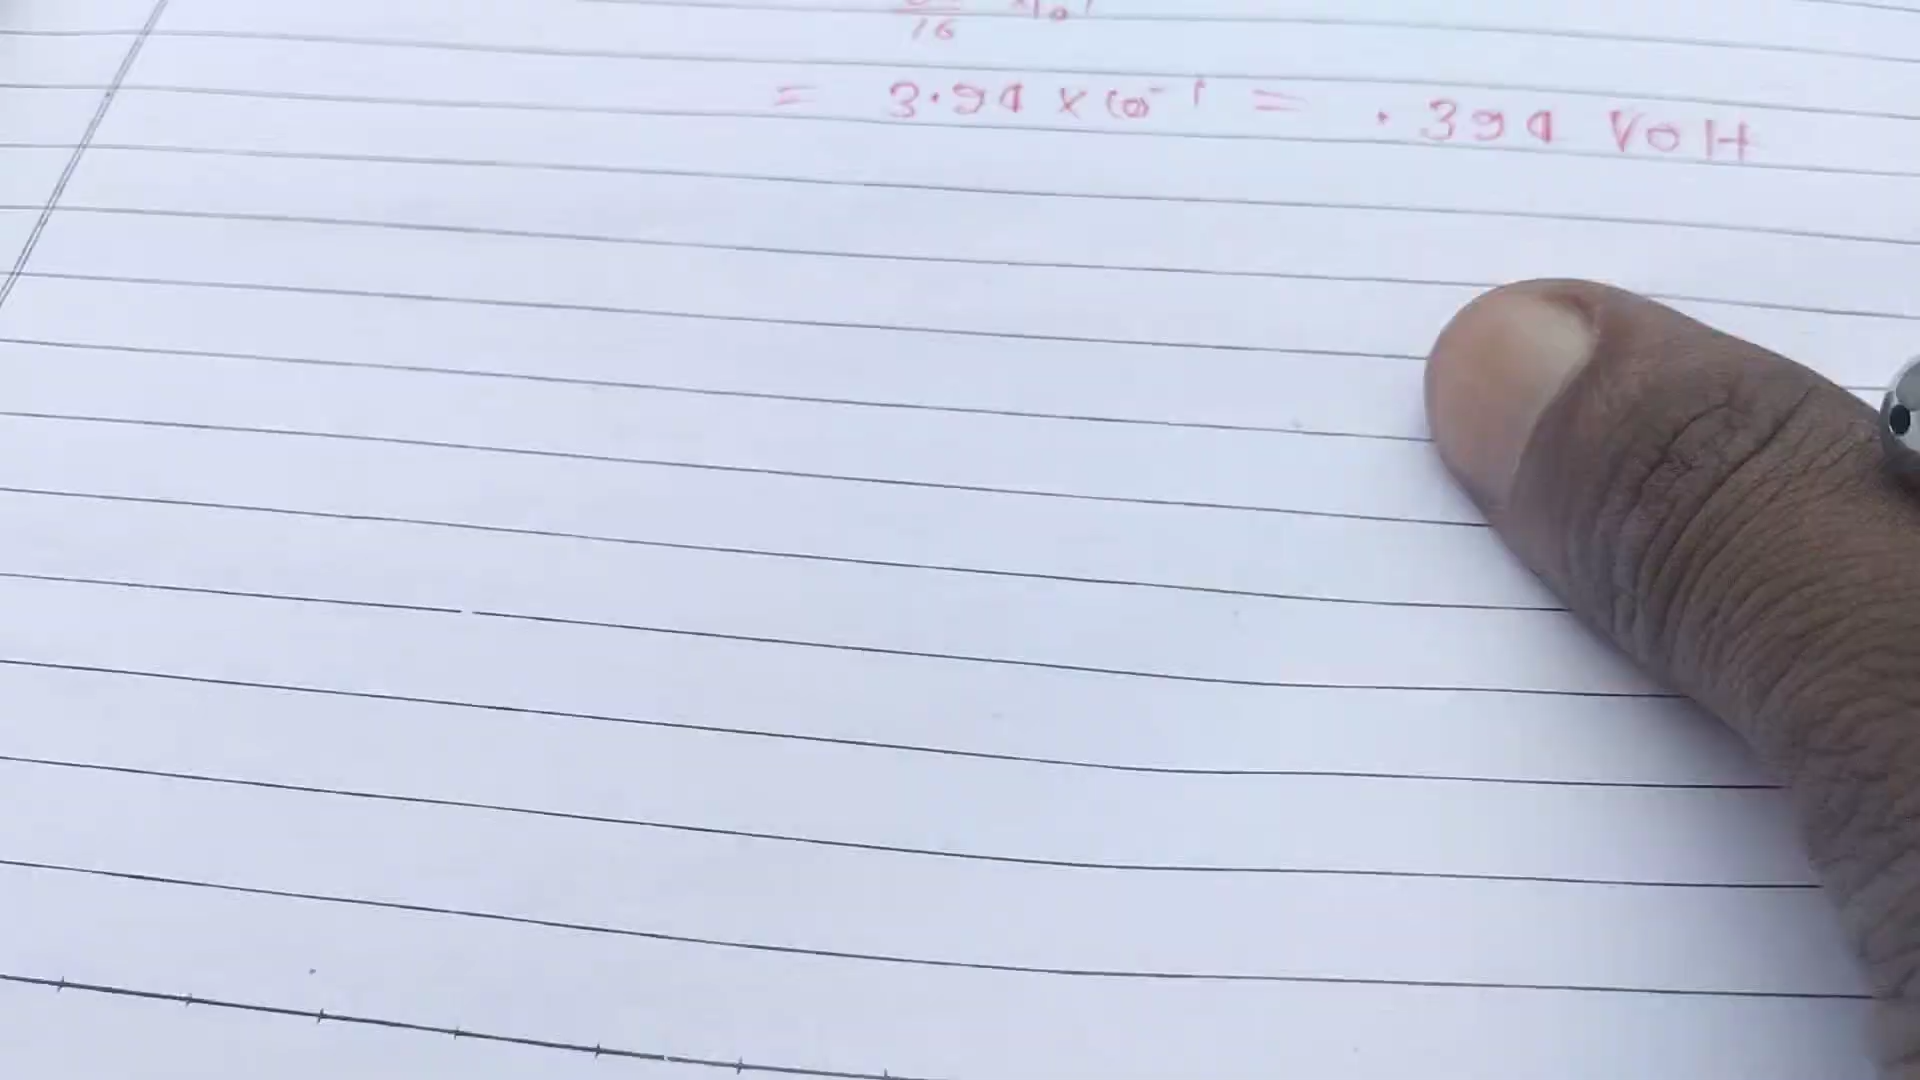 16
= 3.94 x 10⁻¹ = .394 Volt